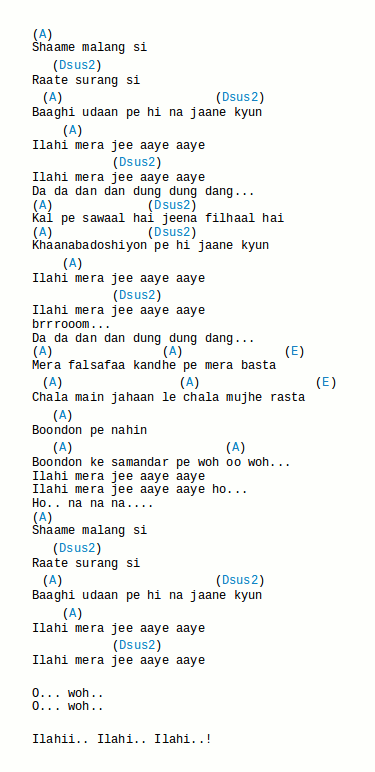 (A)
Shaame malang si
(Dsus2)
Raate surang si
(A) (Dsus2)
Baaghi udaan pe hi na jaane kyun
(A)
Ilahi mera jee aaye aaye
(Dsus2)
Ilahi mera jee aaye aaye
Da da dan dan dung dung dang...
(A) (Dsus2)
Kal pe sawaal hai jeena filhaal hai
(A) (Dsus2)
Khaanabadoshiyon pe hi jaane kyun
(A)
Ilahi mera jee aaye aaye
(Dsus2)
Ilahi mera jee aaye aaye
brrrooom...
Da da dan dan dung dung dang...
(A) (A) (E)
Mera falsafaa kandhe pe mera basta
(A) (A) (E)
Chala main jahaan le chala mujhe rasta
(A)
Boondon pe nahin
(A) (A)
Boondon ke samandar pe woh oo woh...
Ilahi mera jee aaye aaye
Ilahi mera jee aaye aaye ho...
Ho.. na na na....
(A)
Shaame malang si
(Dsus2)
Raate surang si
(A) (Dsus2)
Baaghi udaan pe hi na jaane kyun
(A)
Ilahi mera jee aaye aaye
(Dsus2)
Ilahi mera jee aaye aaye
O... woh..
O... woh..
Ilahii.. Ilahi.. Ilahi..!